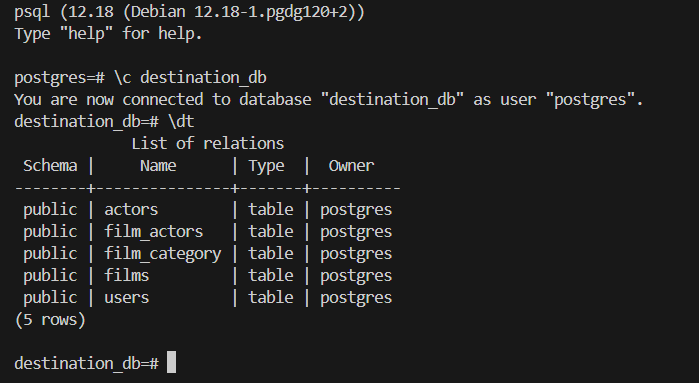 psql (12.18 (Debian 12.18-1.pgdg120+2))
Type "help" for help.

postgres=# \c destination_db
You are now connected to database "destination_db" as user "postgres".
destination_db=# \dt
             List of relations
 Schema |     Name      | Type  |  Owner
--------+---------------+-------+----------
 public | actors        | table | postgres
 public | film_actors   | table | postgres
 public | film_category | table | postgres
 public | films         | table | postgres
 public | users         | table | postgres
(5 rows)

destination_db=#